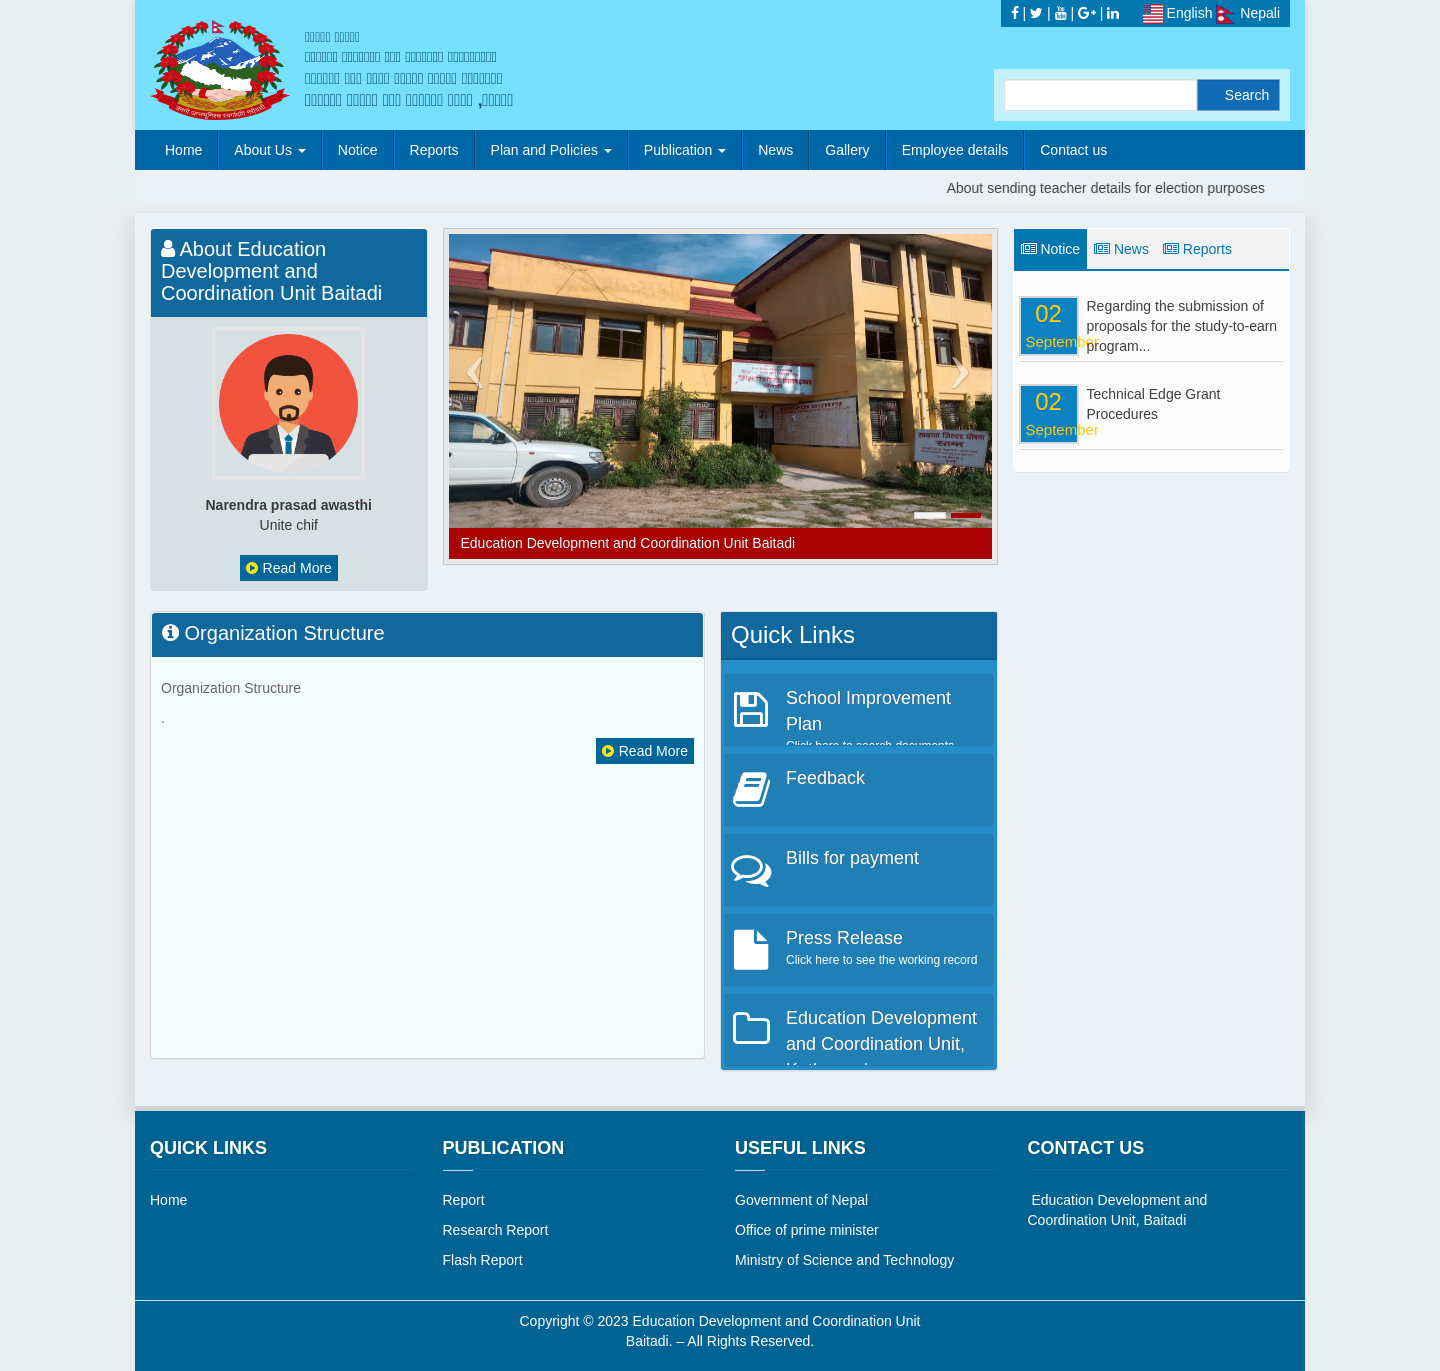 | | | |
English Nepali
Search
Home About Us Notice Reports Plan and Policies Publication News Gallery Employee details Contact us
About sending teacher details for election purposes
About Education
Development and
Coordination Unit Baitadi
Narendra prasad awasthi
Unite chif
Read More
Education Development and Coordination Unit Baitadi
Notice News Reports
02
September
Regarding the submission of
proposals for the study-to-earn
program...
02
September
Technical Edge Grant
Procedures
Organization Structure
Organization Structure
.
Read More
Quick Links
School Improvement
Plan
Click here to search documents
Feedback
Bills for payment
Press Release
Click here to see the working record
Education Development
and Coordination Unit,
QUICK LINKS
Home
PUBLICATION
Report
Research Report
Flash Report
USEFUL LINKS
Government of Nepal
Office of prime minister
Ministry of Science and Technology
CONTACT US
Education Development and
Coordination Unit, Baitadi
Copyright © 2023 Education Development and Coordination Unit
Baitadi. – All Rights Reserved.